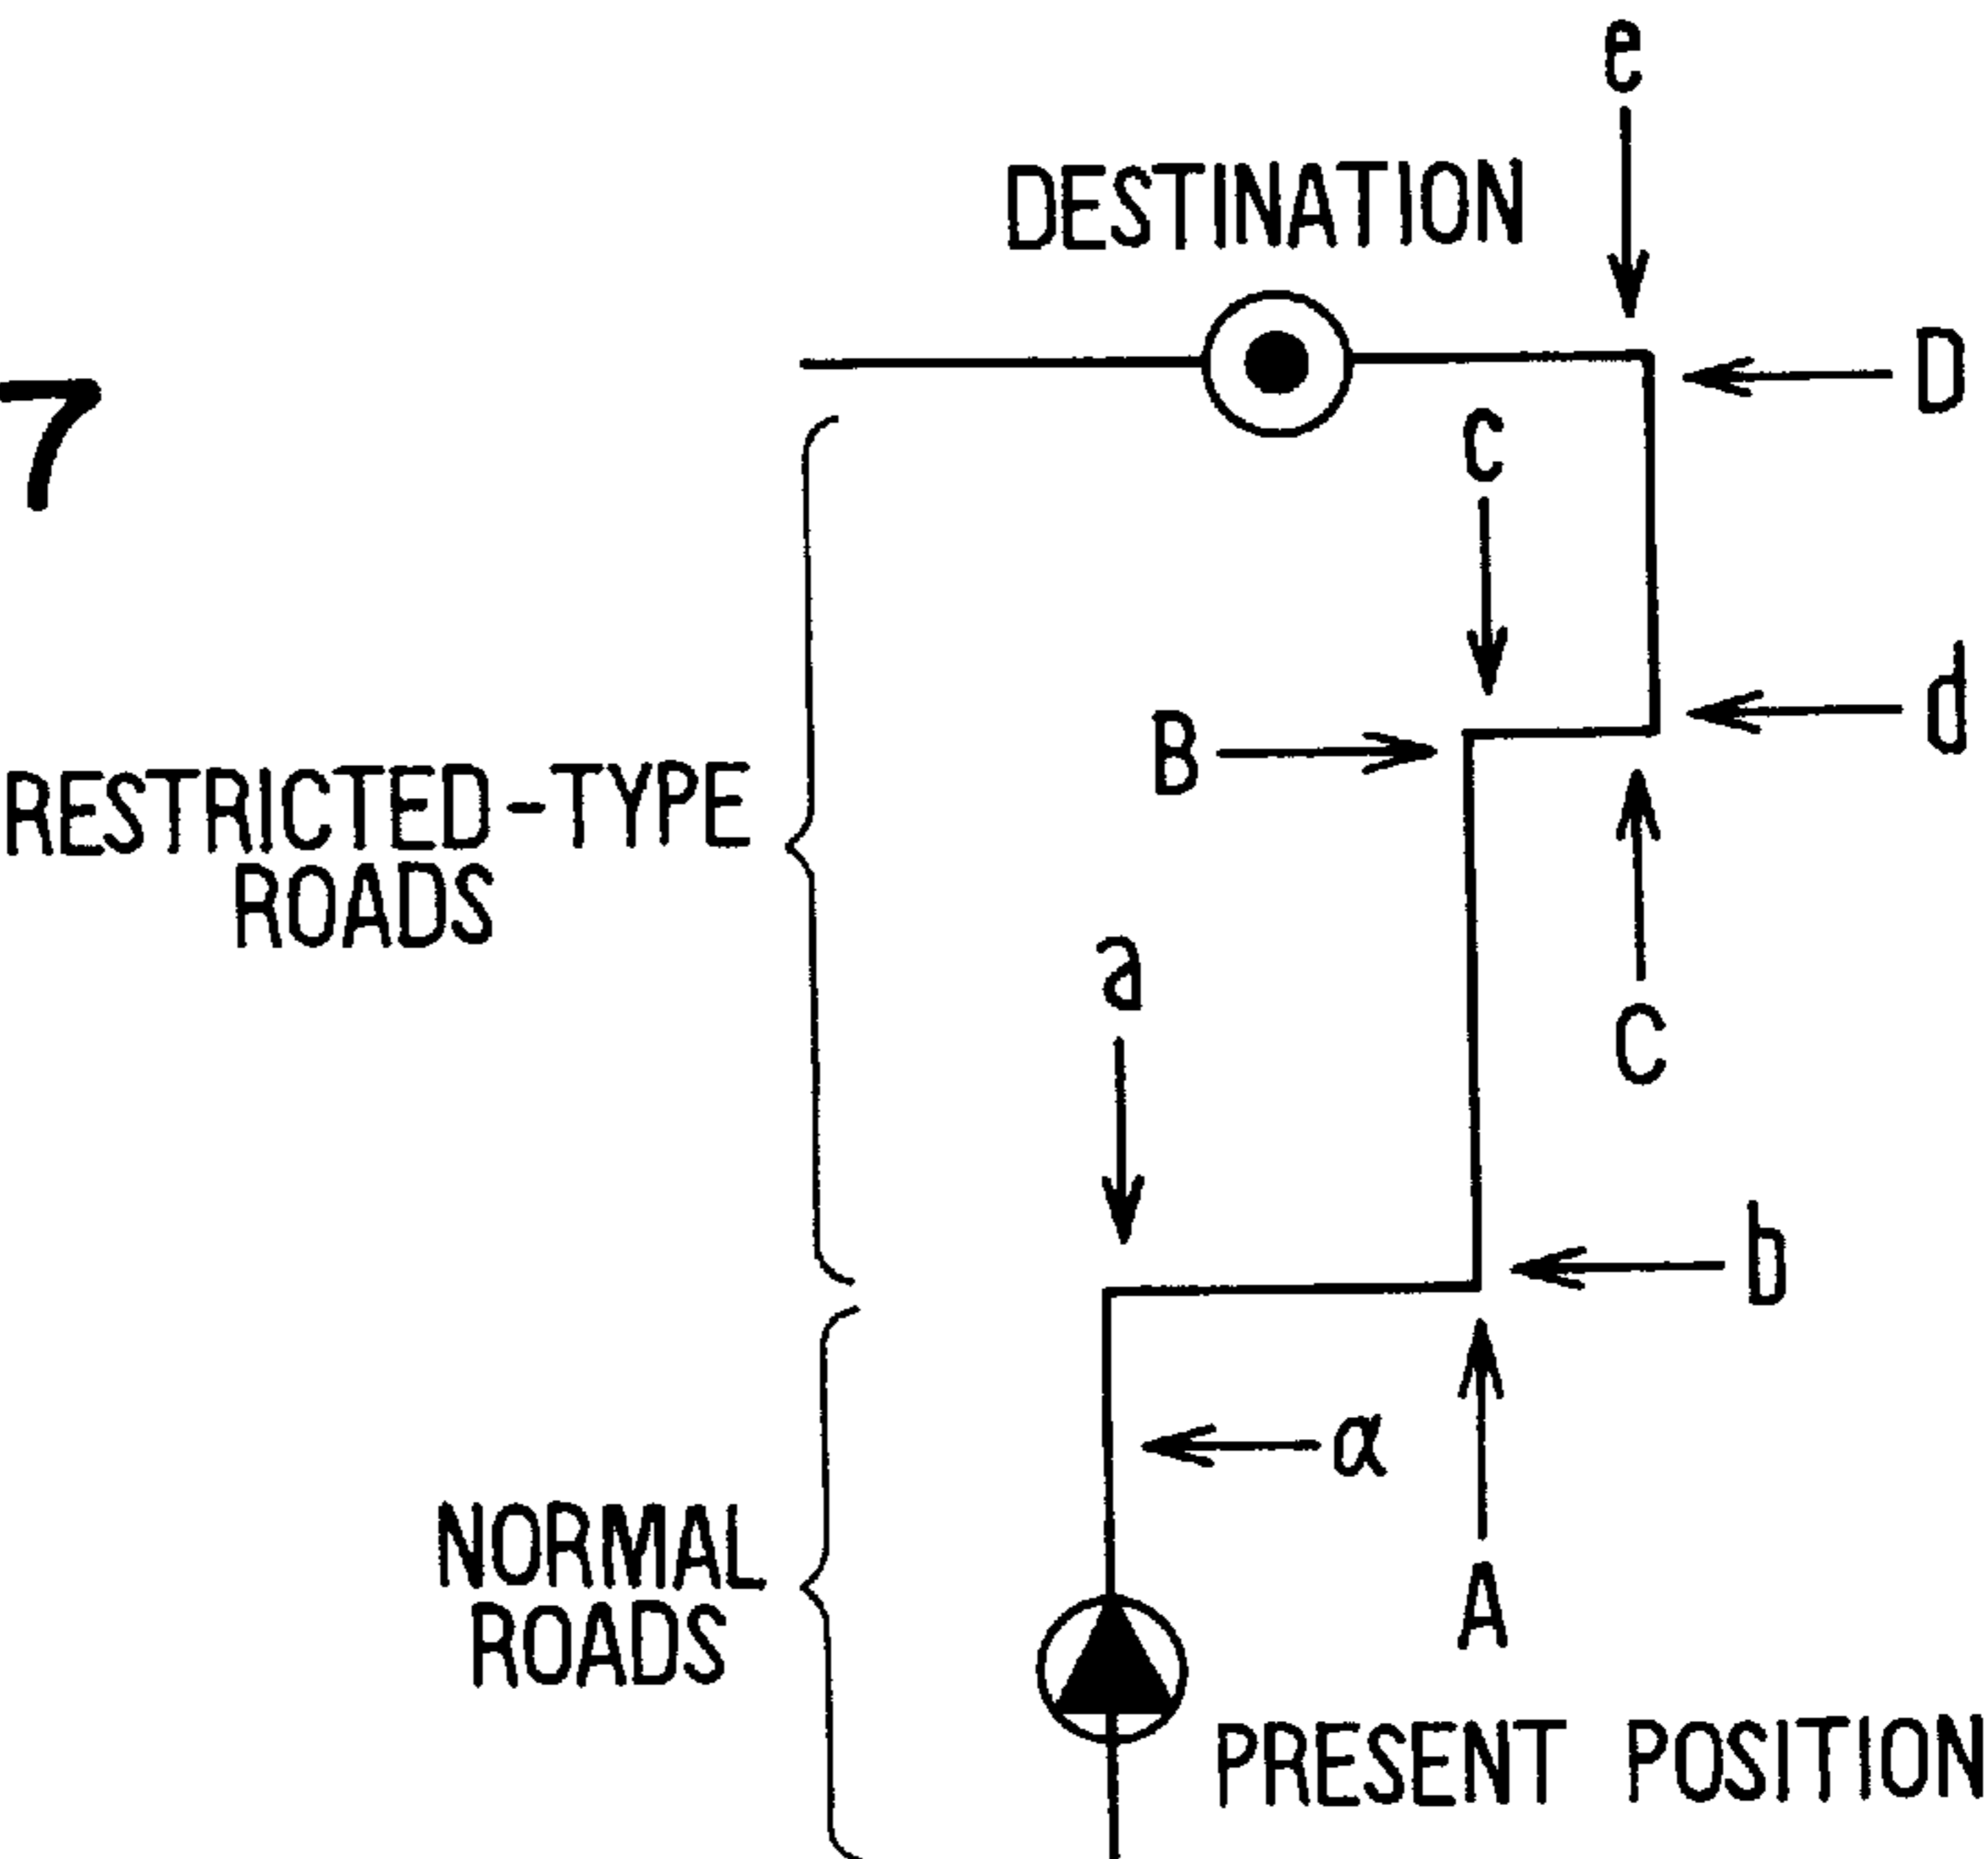 e
DESTINATION
7
D
c
B
d
RESTRICTED-TYPE
ROADS
a
C
b
α
NORMAL
ROADS
A
PRESENT POSITION